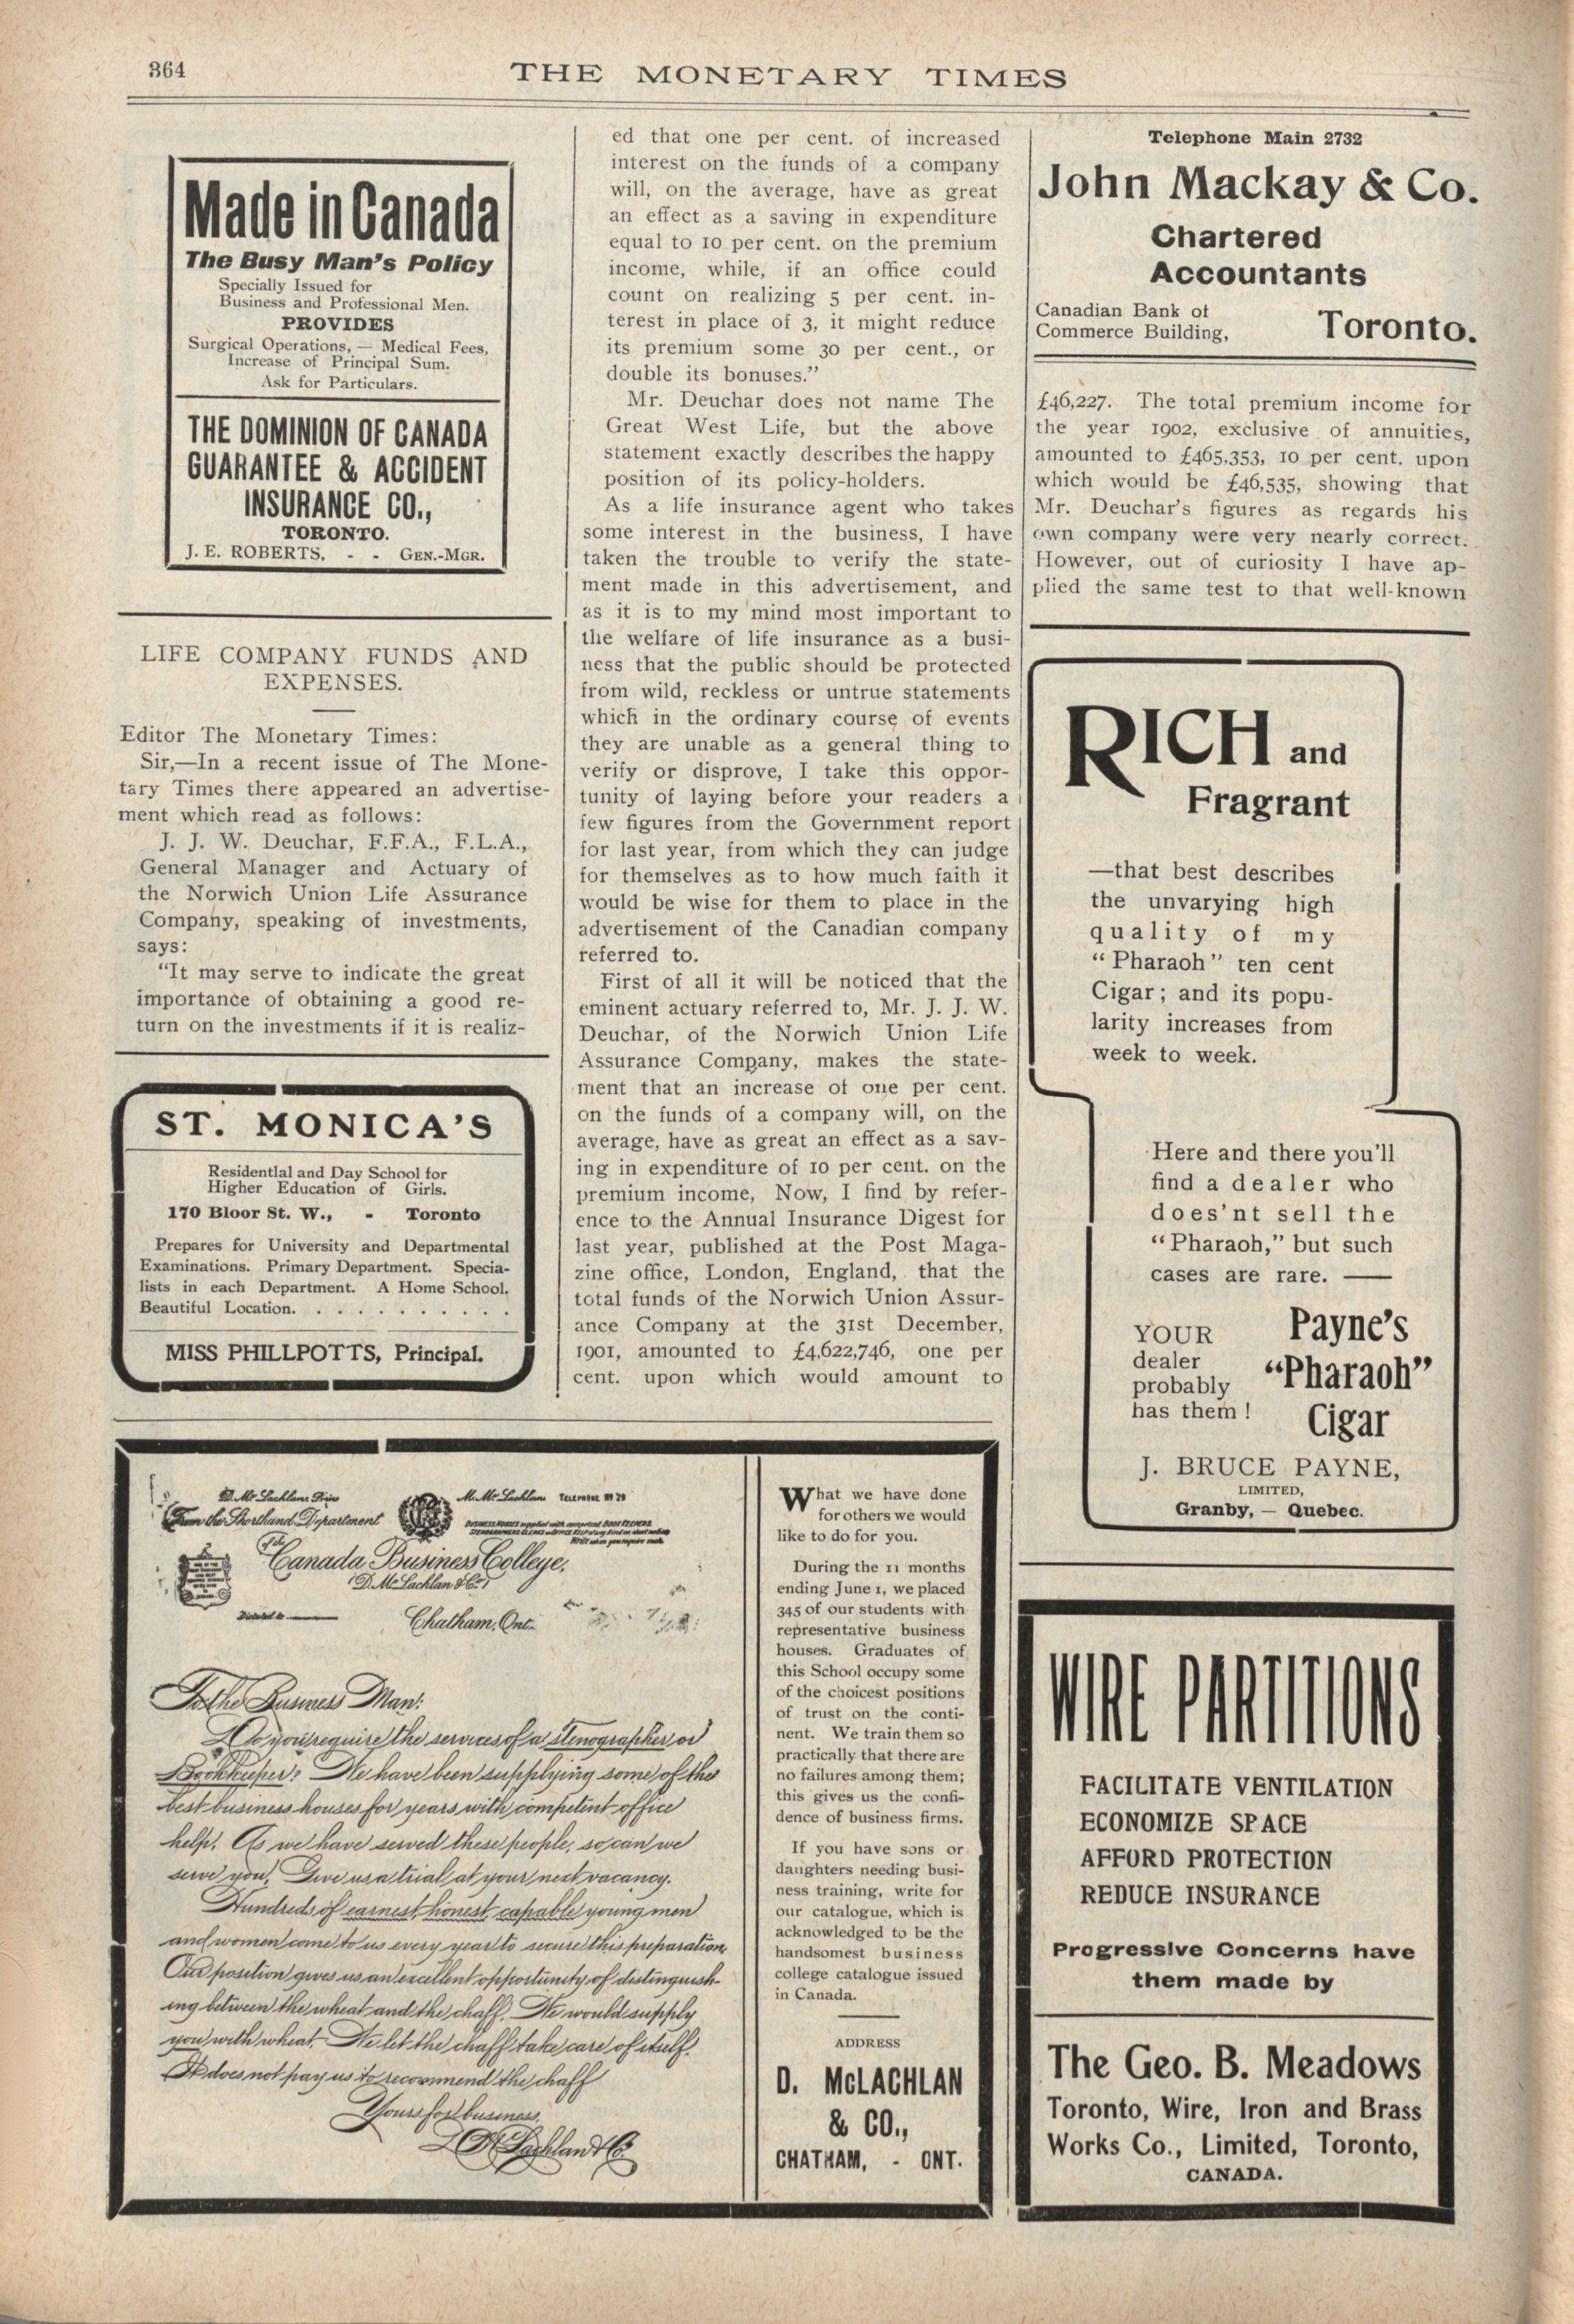 364
THE MONETARY TIMES
Made in Canada
The Busy Man's Policy
Specially Issued for
Business and Professional Men.
PROVIDES
Surgical Operations, — Medical Fees,
Increase of Principal Sum.
Ask for Particulars.
THE DOMINION OF CANADA
GUARANTEE & ACCIDENT
INSURANCE CO.,
TORONTO.
J. E. ROBERTS, - - GEN.-MGR.
LIFE COMPANY FUNDS AND
EXPENSES.
Editor The Monetary Times:
Sir,—In a recent issue of The Mone-
tary Times there appeared an advertise-
ment which read as follows:
J. J. W. Deuchar, F.F.A., F.L.A.,
General Manager and Actuary of
the Norwich Union Life Assurance
Company, speaking of investments,
says:
"It may serve to indicate the great
importance of obtaining a good re-
turn on the investments if it is realiz-
ST. MONICA'S
Residential and Day School for
Higher Education of Girls.
170 Bloor St. W., - Toronto
Prepares for University and Departmental
Examinations. Primary Department. Specia-
lists in each Department. A Home School.
Beautiful Location. . . . . . . . . . .
MISS PHILLPOTTS, Principal.
ed that one per cent. of increased
interest on the funds of a company
will, on the average, have as great
an effect as a saving in expenditure
equal to 10 per cent. on the premium
income, while, if an office could
count on realizing 5 per cent. in-
terest in place of 3, it might reduce
its premium some 30 per cent., or
double its bonuses."
Mr. Deuchar does not name The
Great West Life, but the above
statement exactly describes the happy
position of its policy-holders.
As a life insurance agent who takes
some interest in the business, I have
taken the trouble to verify the state-
ment made in this advertisement, and
as it is to my mind most important to
the welfare of life insurance as a busi-
ness that the public should be protected
from wild, reckless or untrue statements
which in the ordinary course of events
they are unable as a general thing to
verify or disprove, I take this oppor-
tunity of laying before your readers a
few figures from the Government report
for last year, from which they can judge
for themselves as to how much faith it
would be wise for them to place in the
advertisement of the Canadian company
referred to.
First of all it will be noticed that the
eminent actuary referred to, Mr. J. J. W.
Deuchar, of the Norwich Union Life
Assurance Company, makes the state-
ment that an increase of one per cent.
on the funds of a company will, on the
average, have as great an effect as a sav-
ing in expenditure of 10 per cent. on the
premium income, Now, I find by refer-
ence to the Annual Insurance Digest for
last year, published at the Post Maga-
zine office, London, England, that the
total funds of the Norwich Union Assur-
ance Company at the 31st December,
1901, amounted to £4,622,746, one per
cent. upon which would amount to
Telephone Main 2732
John Mackay & Co.
Chartered
Accountants
Canadian Bank of
Commerce Building,
Toronto.
£46,227. The total premium income for
the year 1902, exclusive of annuities,
amounted to £465,353, 10 per cent. upon
which would be £46,535, showing that
Mr. Deuchar's figures as regards his
own company were very nearly correct.
However, out of curiosity I have ap-
plied the same test to that well-known
RICH and
Fragrant
—that best describes
the unvarying high
quality of my
"Pharaoh" ten cent
Cigar; and its popu-
larity increases from
week to week.
Here and there you'll
find a dealer who
does'nt sell the
"Pharaoh," but such
cases are rare. ——
YOUR
dealer
probably
has them!
Payne's
"Pharaoh"
Cigar
J. BRUCE PAYNE,
LIMITED,
Granby, — Quebec.
D. McLachlan Prin
M. McLachlan TELEPHONE Nº 29
From the Shorthand Department
of the
Canada Business College,
(D. McLachlan & Co.)
Chatham, Ont.
To the Business Man:
Do you require the services of a stenographer or
Bookkeeper? We have been supplying some of the
best business houses for years with competent office
help. As we have served these people, so can we
serve you. Give us a trial at your next vacancy.
Hundreds of earnest, honest, capable young men
and women come to us every year to secure this preparation.
Our position gives us an excellent opportunity of distinguish-
ing between the wheat and the chaff. We would supply
you with wheat. We let the chaff take care of itself.
It does not pay us to recommend the chaff
Yours for business,
D McLachlan & Co
What we have done
for others we would
like to do for you.
During the 11 months
ending June 1, we placed
345 of our students with
representative business
houses. Graduates of
this School occupy some
of the choicest positions
of trust on the conti-
nent. We train them so
practically that there are
no failures among them;
this gives us the confi-
dence of business firms.
If you have sons or
daughters needing busi-
ness training, write for
our catalogue, which is
acknowledged to be the
handsomest business
college catalogue issued
in Canada.
ADDRESS
D. McLACHLAN
& CO.,
CHATHAM, - ONT.
WIRE PARTITIONS
FACILITATE VENTILATION
ECONOMIZE SPACE
AFFORD PROTECTION
REDUCE INSURANCE
Progressive Concerns have
them made by
The Geo. B. Meadows
Toronto, Wire, Iron and Brass
Works Co., Limited, Toronto,
CANADA.